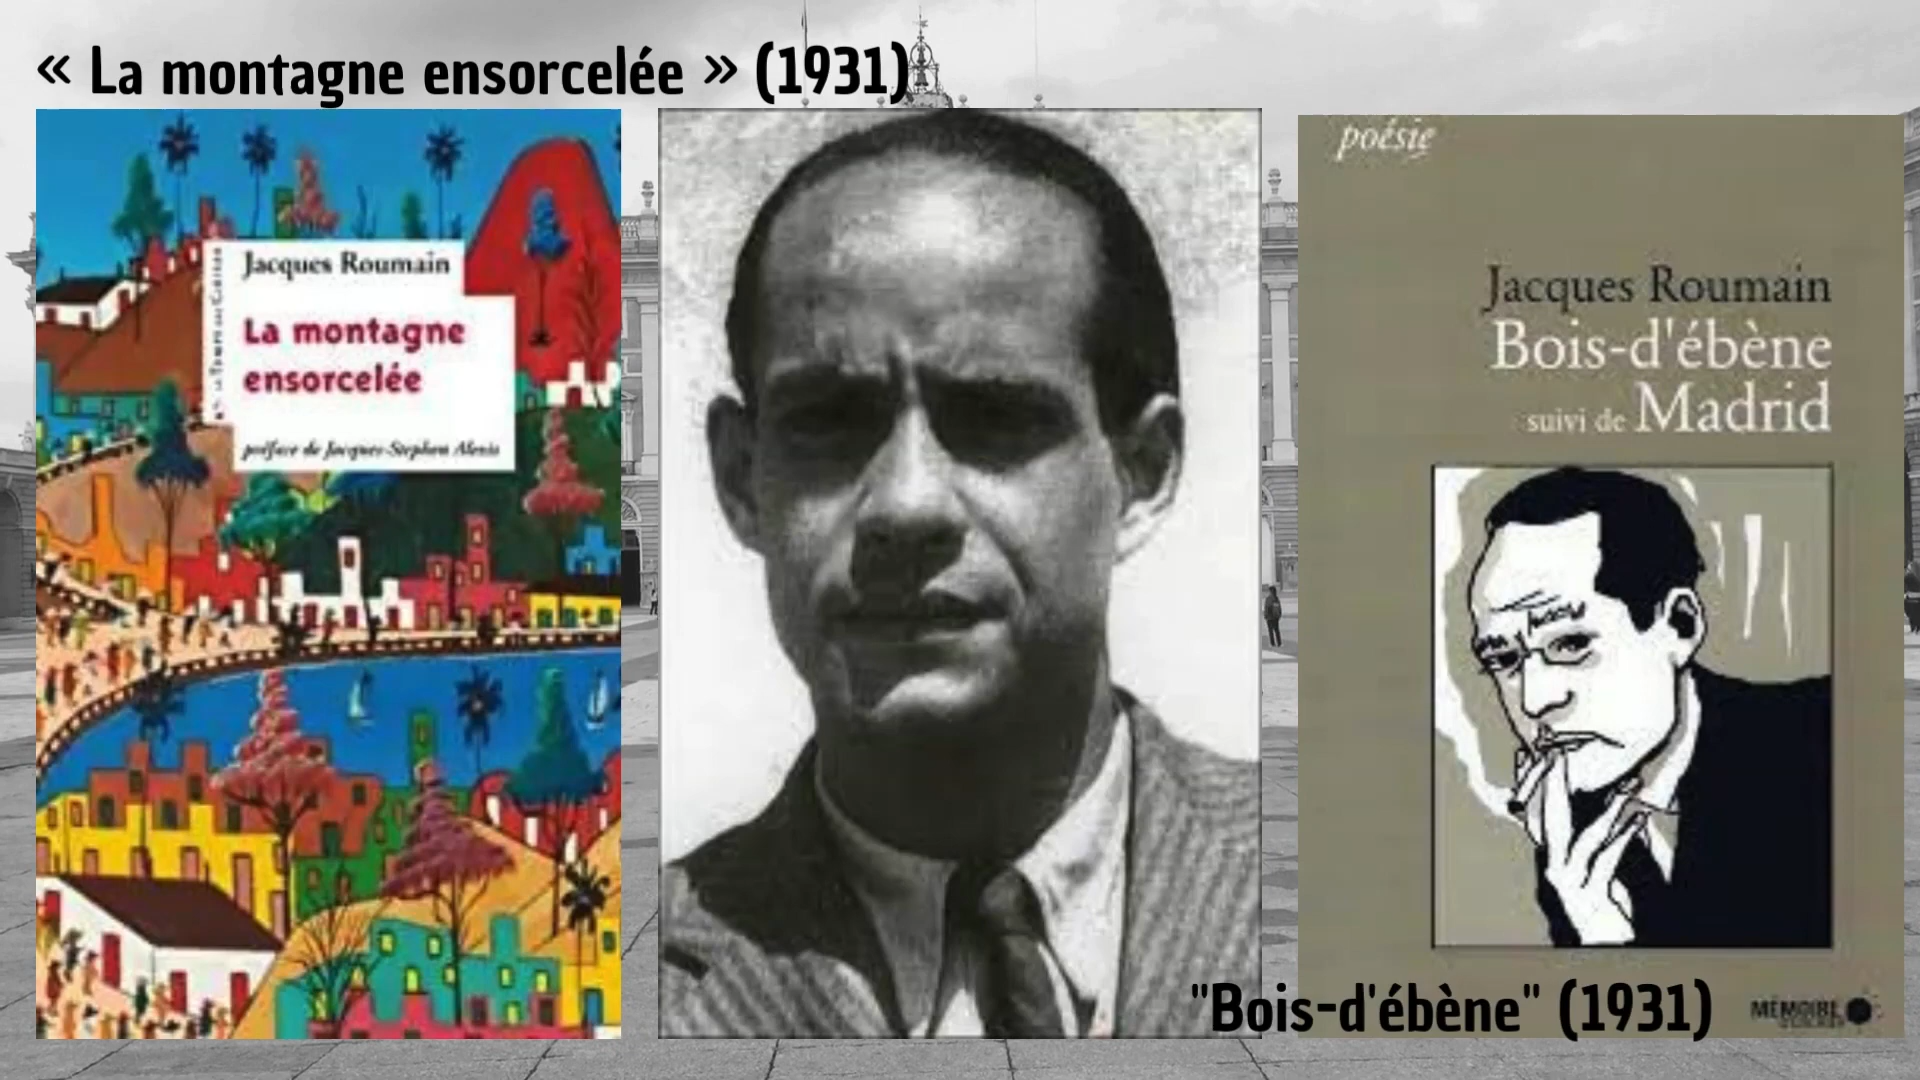 « La montagne ensorcelée » (1931)
Jacques Roumain
La montagne
ensorcelée
préface de Jacques-Stephen Alexis
poésie
Jacques Roumain
Bois-d'ébène
suivi de Madrid
"Bois-d'ébène" (1931)
MÉMOIRE